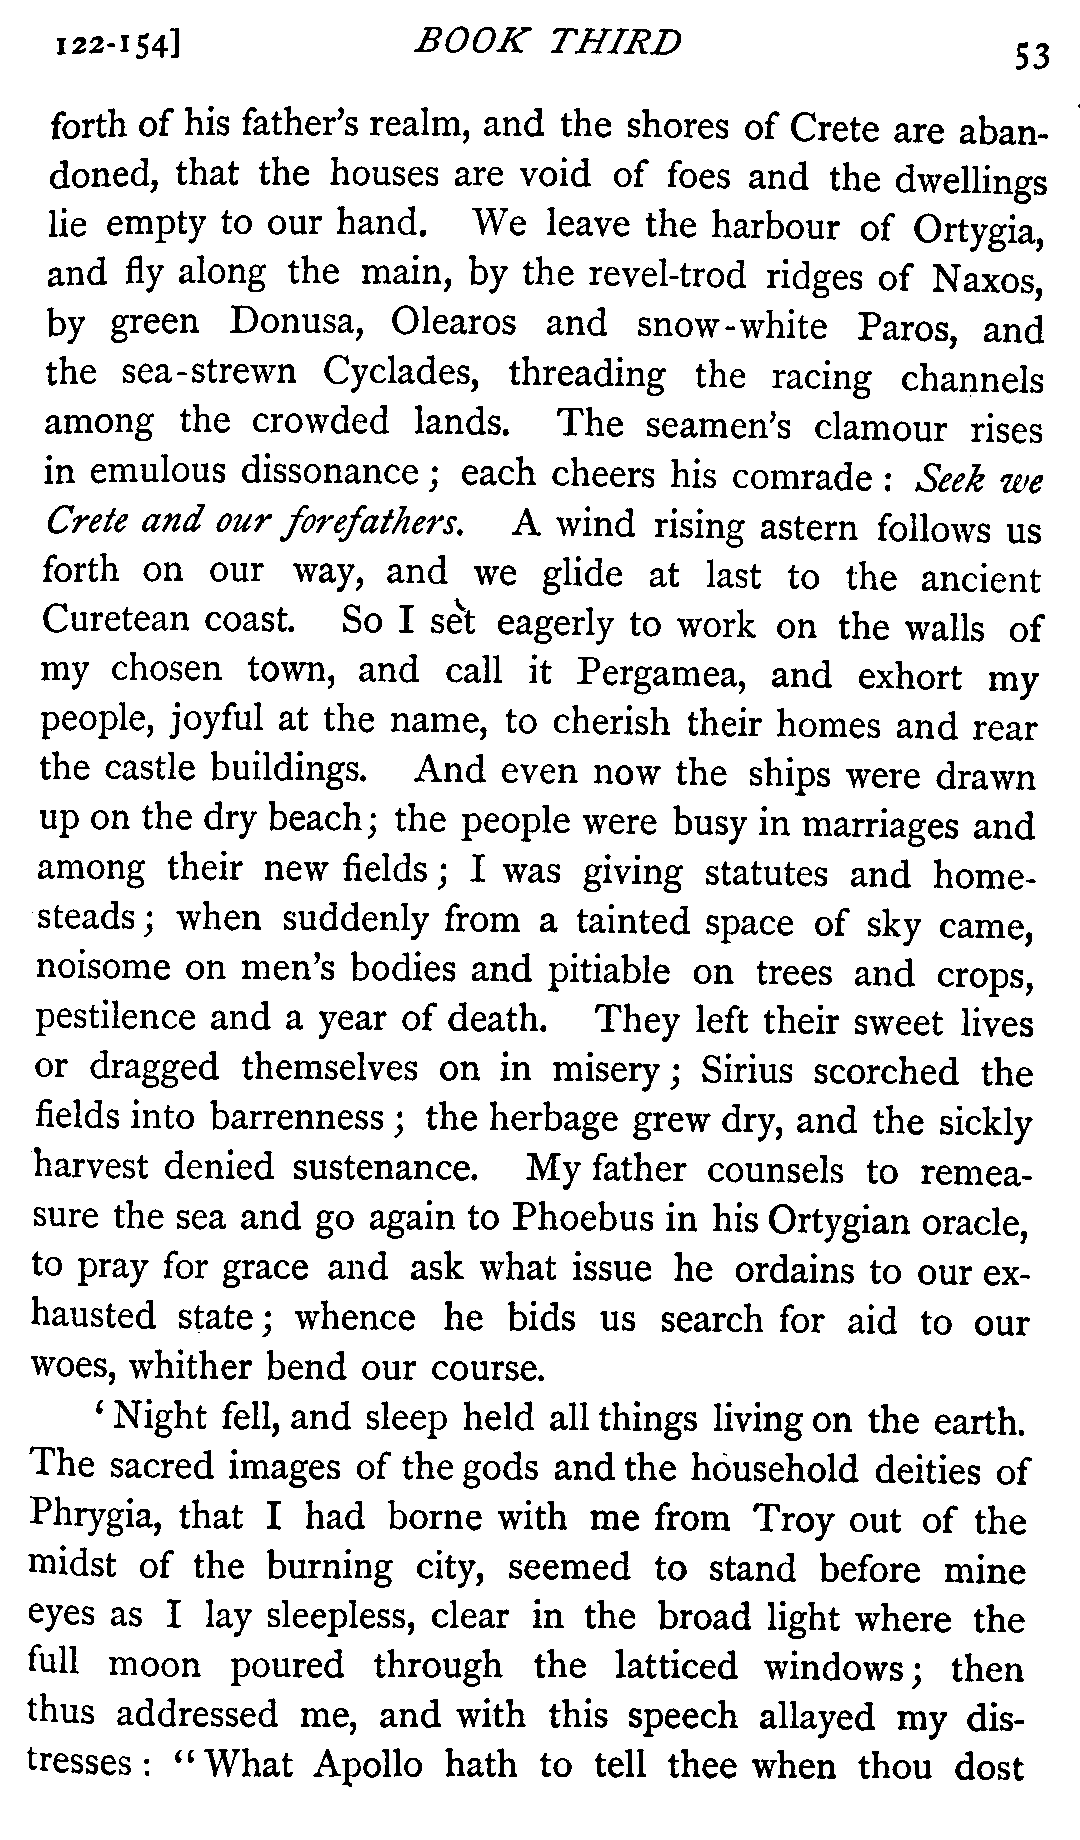 122-154] BOOK THIRD 53
forth of his father's realm, and the shores of Crete are aban-
doned, that the houses are void of foes and the dwellings
lie empty to our hand. We leave the harbour of Ortygia,
and fly along the main, by the revel-trod ridges of Naxos,
by green Donusa, Olearos and snow-white Paros, and
the sea-strewn Cyclades, threading the racing channels
among the crowded lands. The seamen's clamour rises
in emulous dissonance; each cheers his comrade: Seek we
Crete and our forefathers. A wind rising astern follows us
forth on our way, and we glide at last to the ancient
Curetean coast. So I set eagerly to work on the walls of
my chosen town, and call it Pergamea, and exhort my
people, joyful at the name, to cherish their homes and rear
the castle buildings. And even now the ships were drawn
up on the dry beach; the people were busy in marriages and
among their new fields; I was giving statutes and home-
steads; when suddenly from a tainted space of sky came,
noisome on men's bodies and pitiable on trees and crops,
pestilence and a year of death. They left their sweet lives
or dragged themselves on in misery; Sirius scorched the
fields into barrenness; the herbage grew dry, and the sickly
harvest denied sustenance. My father counsels to remea-
sure the sea and go again to Phoebus in his Ortygian oracle,
to pray for grace and ask what issue he ordains to our ex-
hausted state; whence he bids us search for aid to our
woes, whither bend our course.
'Night fell, and sleep held all things living on the earth.
The sacred images of the gods and the household deities of
Phrygia, that I had borne with me from Troy out of the
midst of the burning city, seemed to stand before mine
eyes as I lay sleepless, clear in the broad light where the
full moon poured through the latticed windows; then
thus addressed me, and with this speech allayed my dis-
tresses: "What Apollo hath to tell thee when thou dost